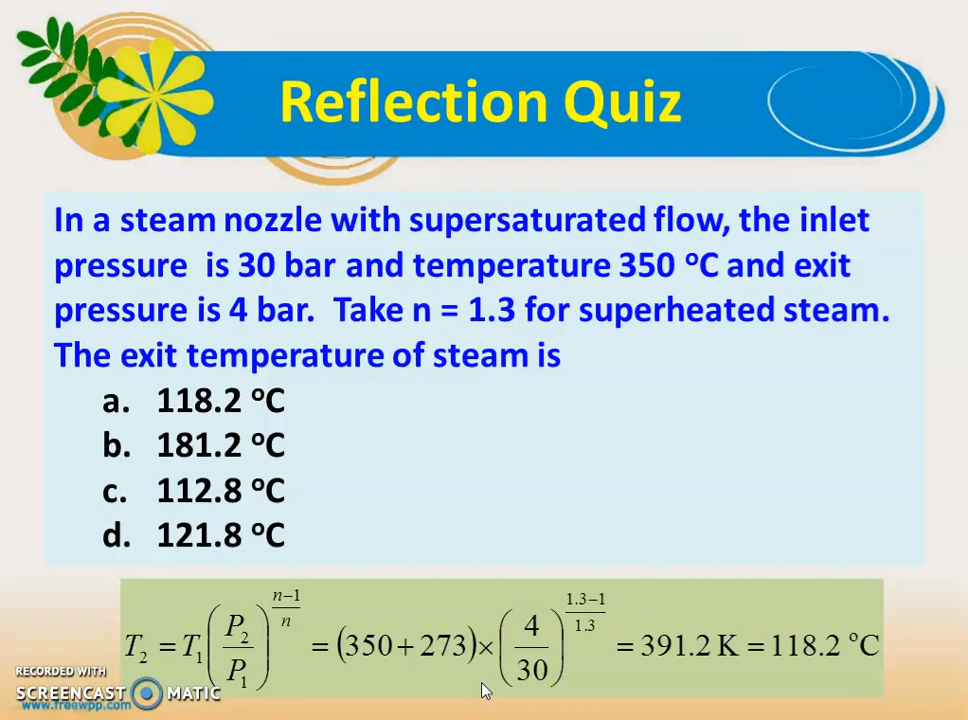 Reflection Quiz
In a steam nozzle with supersaturated flow, the inlet
pressure is 30 bar and temperature 350 °C and exit
pressure is 4 bar. Take n = 1.3 for superheated steam.
The exit temperature of steam is
a. 118.2 °C
b. 181.2 °C
c. 112.8 °C
d. 121.8 °C
T₂ = T₁ (P₂/P₁)^((n−1)/n) = (350 + 273) × (4/30)^((1.3−1)/1.3) = 391.2 K = 118.2 °C
RECORDED WITH
SCREENCAST MATIC
www.freewpp.com